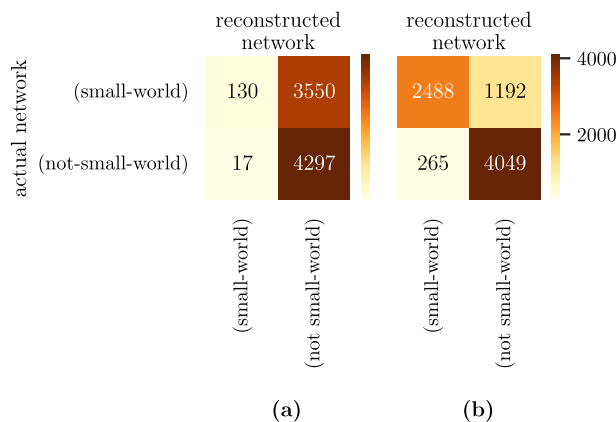 reconstructed
network
reconstructed
network
actual network
(small-world)
130
3550
2488
1192
4000
2000
(not-small-world)
17
4297
265
4049
(small-world)
(not small-world)
(small-world)
(not small-world)
(a)
(b)